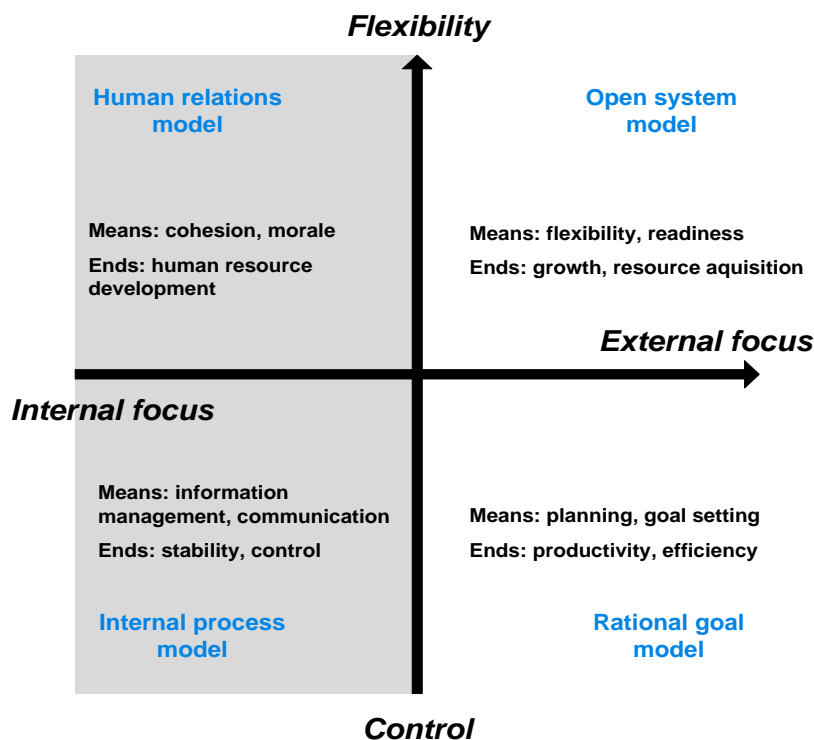 Flexibility
Human relations
model
Open system
model
Means: cohesion, morale
Ends: human resource
development
Means: flexibility, readiness
Ends: growth, resource aquisition
External focus
Internal focus
Means: information
management, communication
Ends: stability, control
Means: planning, goal setting
Ends: productivity, efficiency
Internal process
model
Rational goal
model
Control